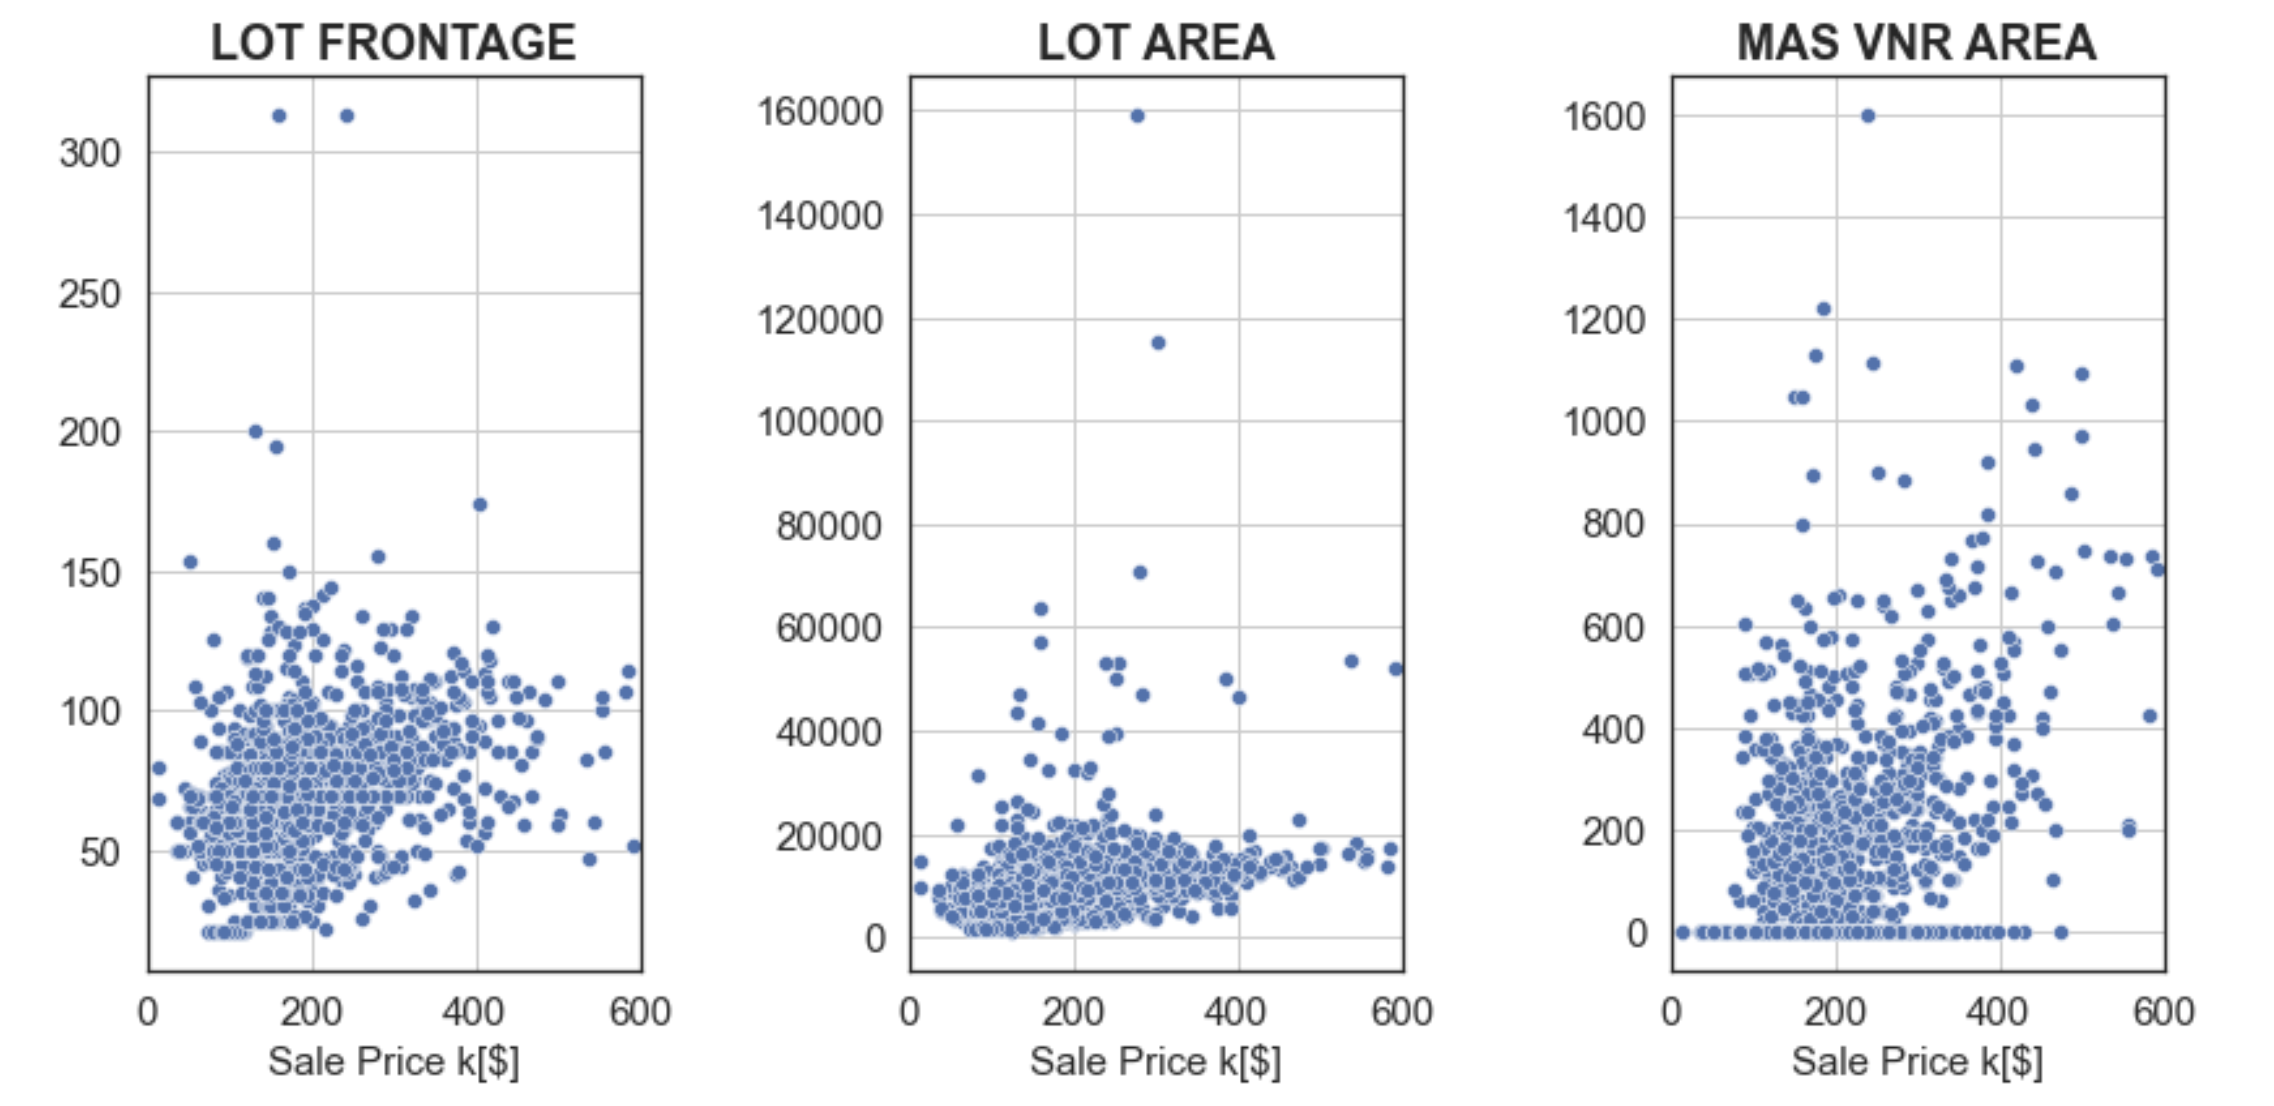 LOT FRONTAGE
300
250
200
150
100
50
0 200 400 600
Sale Price k[$]
LOT AREA
160000
140000
120000
100000
80000
60000
40000
20000
0
0 200 400 600
Sale Price k[$]
MAS VNR AREA
1600
1400
1200
1000
800
600
400
200
0
0 200 400 600
Sale Price k[$]